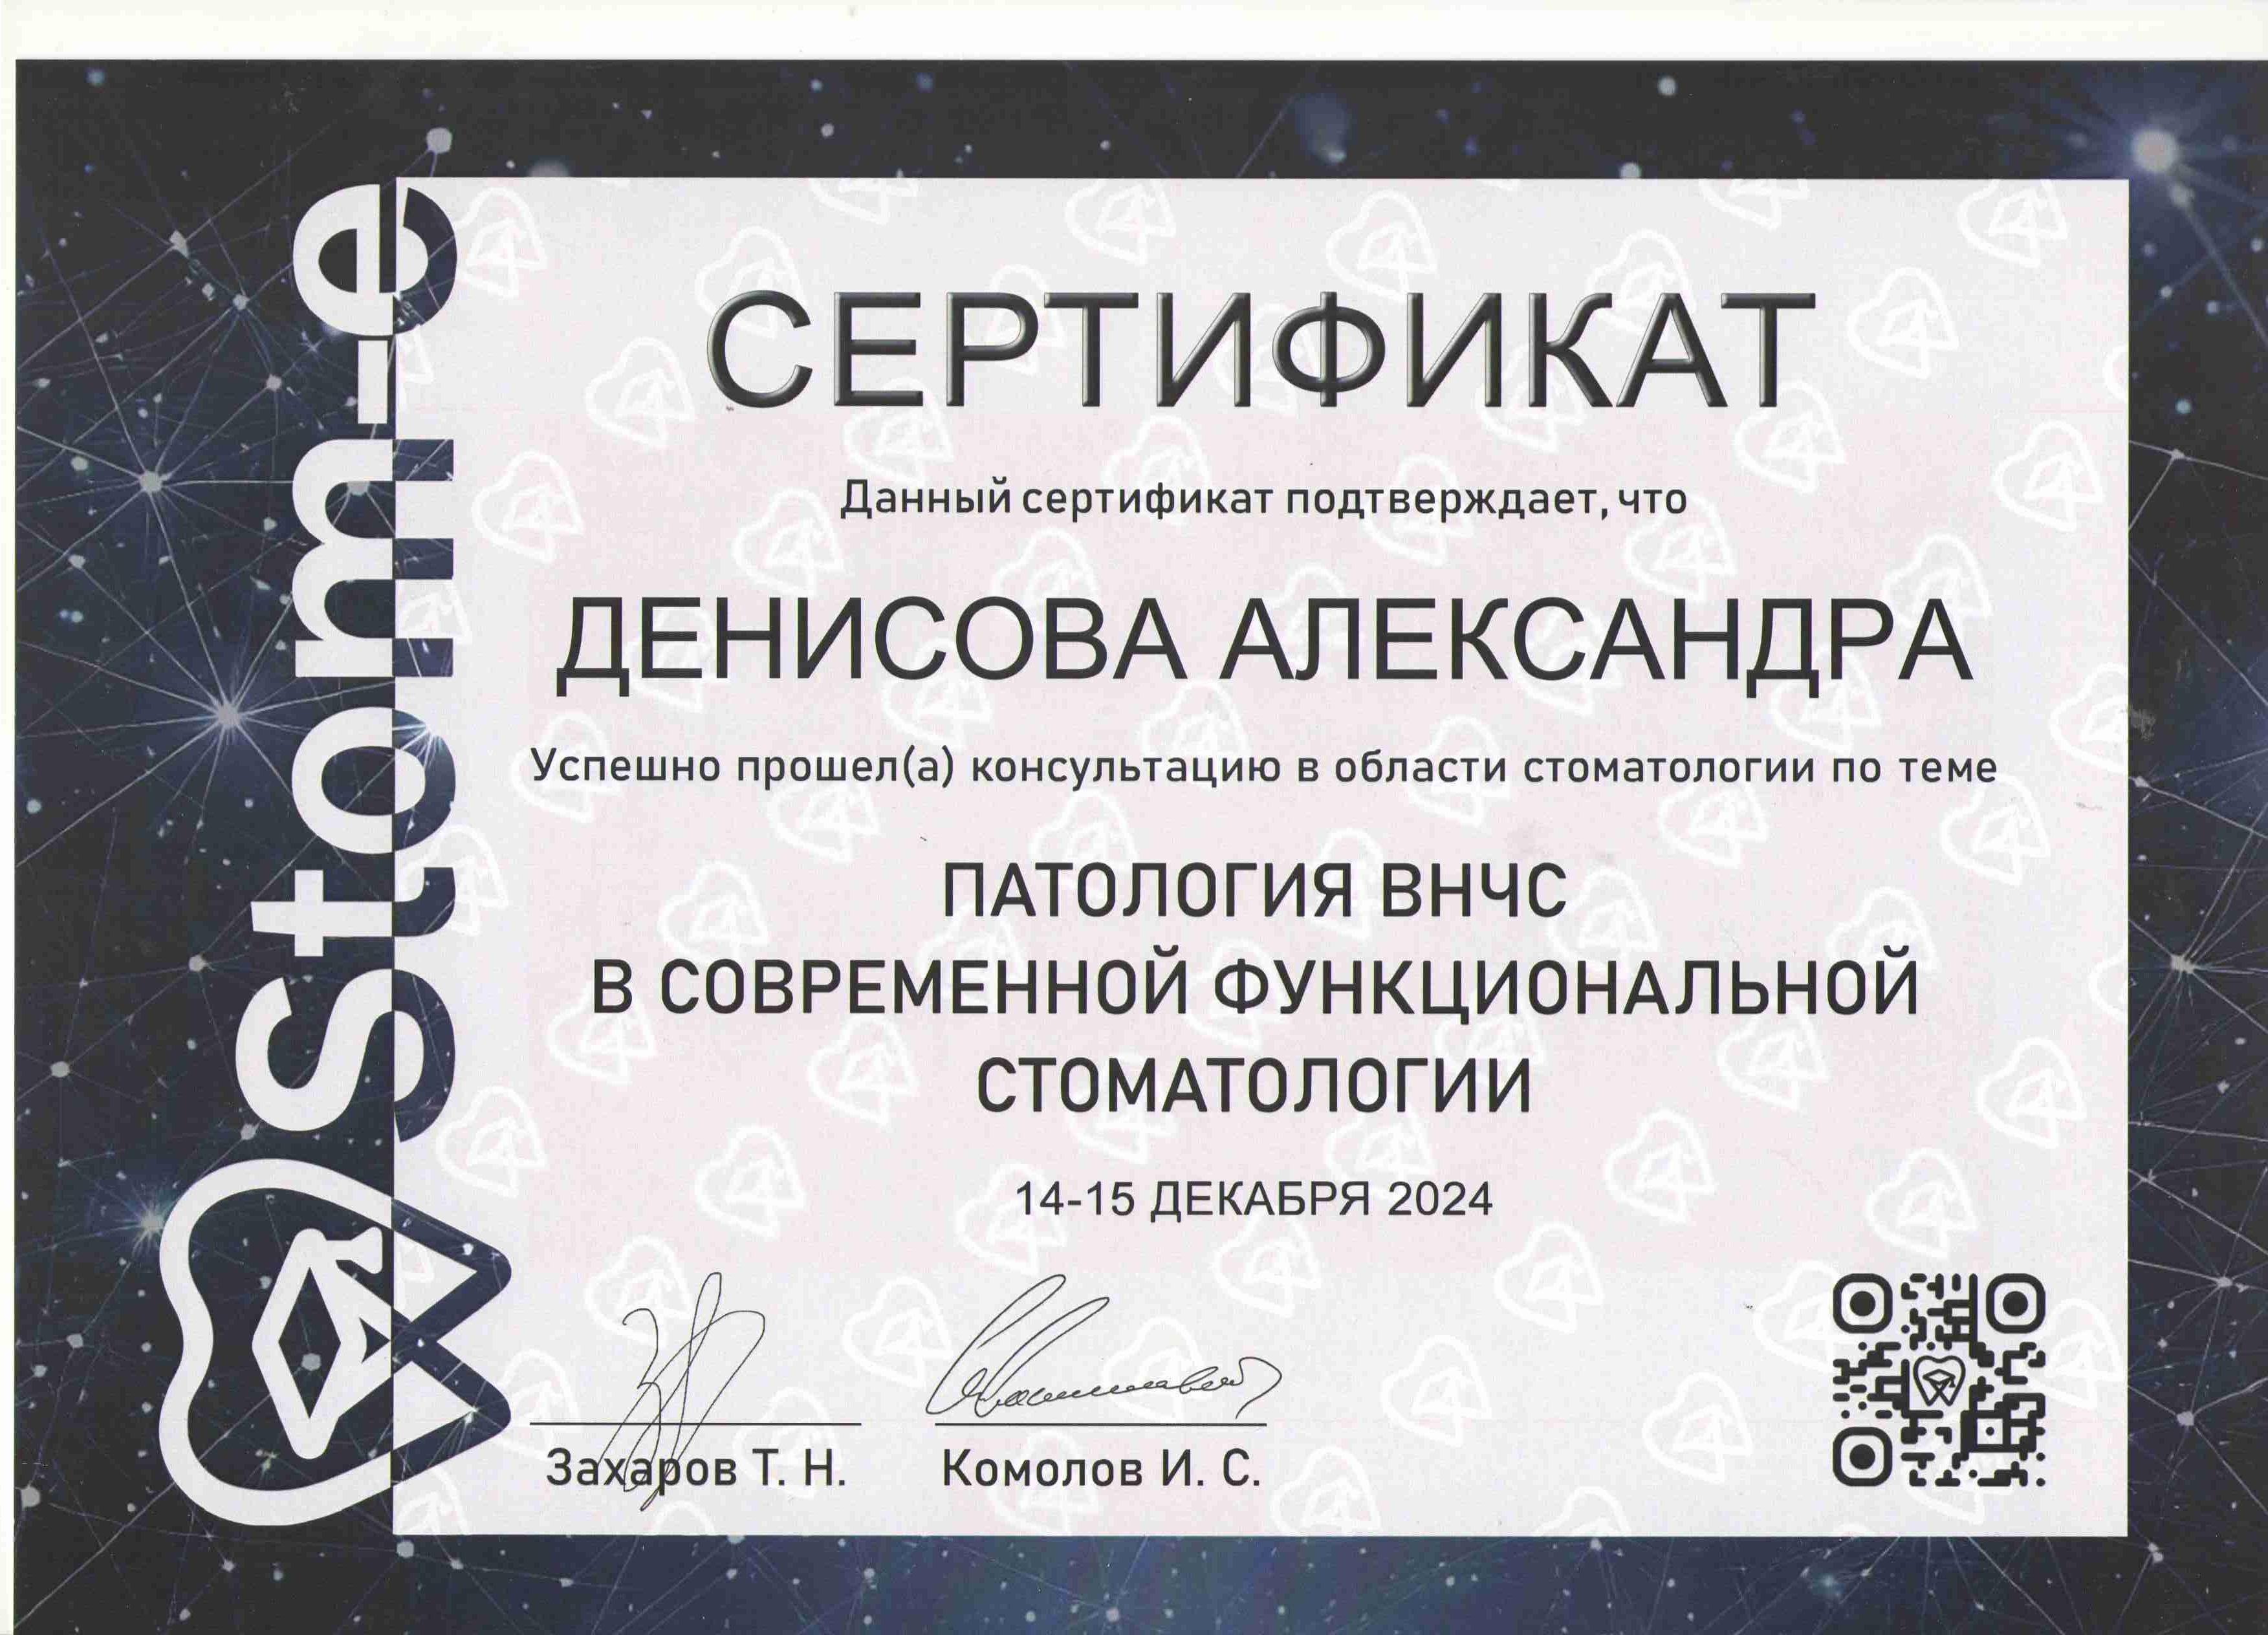 Stom-e
СЕРТИФИКАТ
Данный сертификат подтверждает, что
ДЕНИСОВА АЛЕКСАНДРА
Успешно прошел(а) консультацию в области стоматологии по теме
ПАТОЛОГИЯ ВНЧС
В СОВРЕМЕННОЙ ФУНКЦИОНАЛЬНОЙ
СТОМАТОЛОГИИ
14-15 ДЕКАБРЯ 2024
Захаров Т. Н.
Комолов И. С.